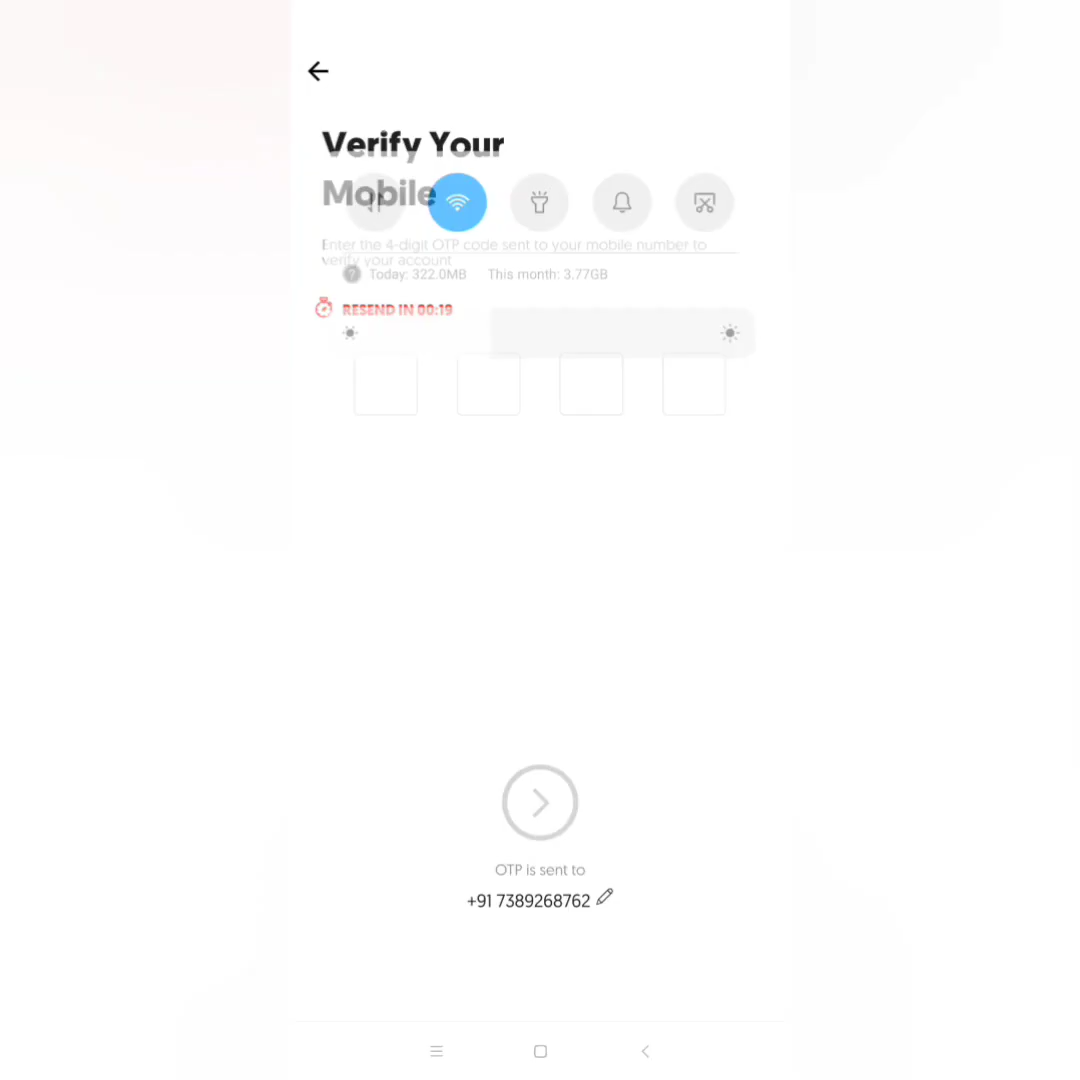 Verify Your
Mobile
Enter the 4-digit OTP code sent to your mobile number to
verify your account
Today: 322.0MB This month: 3.77GB
RESEND IN 00:19
OTP is sent to
+91 7389268762